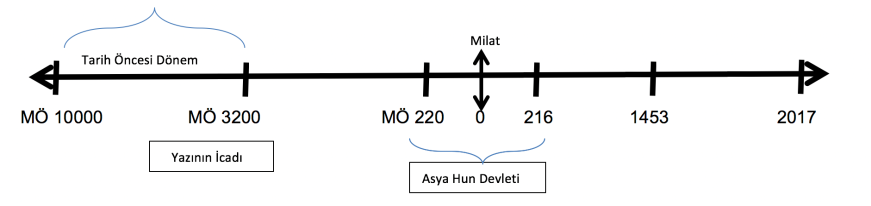 Milat
Tarih Öncesi Dönem
MÖ 10000 MÖ 3200 MÖ 220 0 216 1453 2017
Yazının İcadı
Asya Hun Devleti